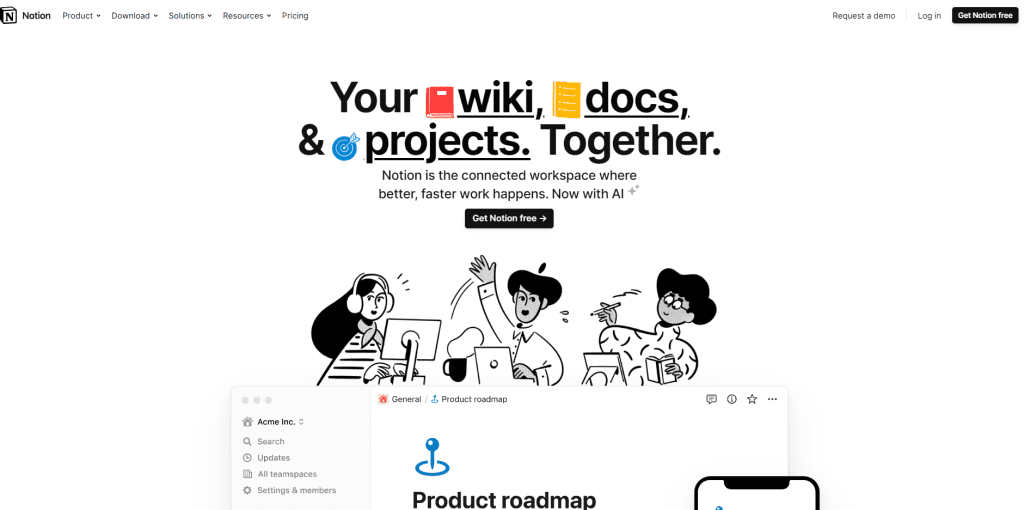 Notion Product Download Solutions Resources Pricing Request a demo Log in Get Notion free
Your wiki, docs,
& projects. Together.
Notion is the connected workspace where
better, faster work happens. Now with AI
Get Notion free →
General / Product roadmap
Acme Inc.
Search
Updates
All teamspaces
Settings & members
Product roadmap